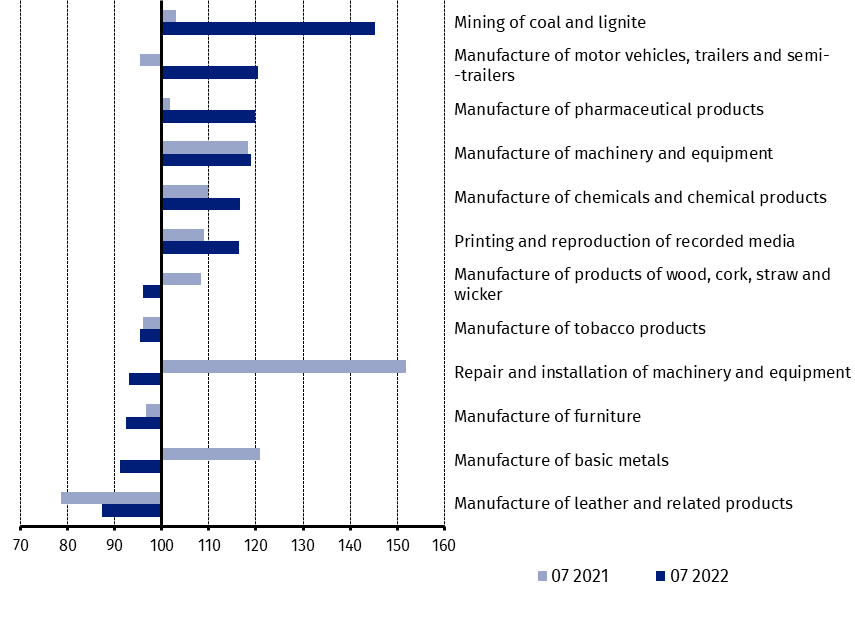 Mining of coal and lignite
Manufacture of motor vehicles, trailers and semi-
-trailers
Manufacture of pharmaceutical products
Manufacture of machinery and equipment
Manufacture of chemicals and chemical products
Printing and reproduction of recorded media
Manufacture of products of wood, cork, straw and
wicker
Manufacture of tobacco products
Repair and installation of machinery and equipment
Manufacture of furniture
Manufacture of basic metals
Manufacture of leather and related products
70 80 90 100 110 120 130 140 150 160
07 2021 07 2022